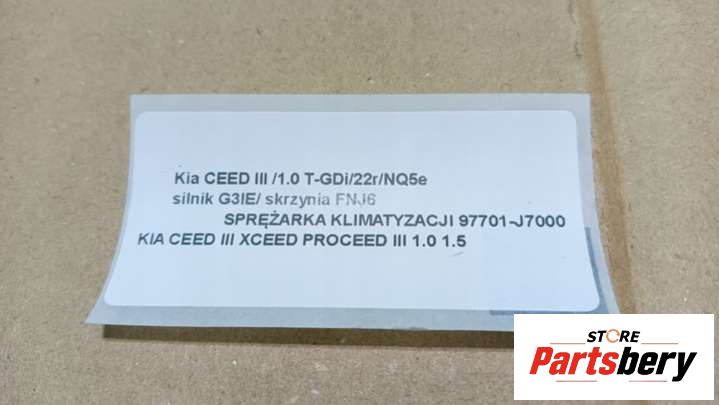 Kia CEED III /1.0 T-GDi/22r/NQ5e
silnik G3IE/ skrzynia FNJ6
SPRĘŻARKA KLIMATYZACJI 97701-J7000
KIA CEED III XCEED PROCEED III 1.0 1.5
STORE
Partsbery